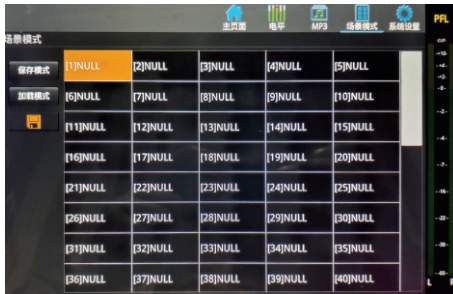 主页面 电平 MP3 场景模式 系统设置 PFL
场景模式
保存模式 [1]NULL [2]NULL [3]NULL [4]NULL [5]NULL
加载模式 [6]NULL [7]NULL [8]NULL [9]NULL [10]NULL
[11]NULL [12]NULL [13]NULL [14]NULL [15]NULL
[16]NULL [17]NULL [18]NULL [19]NULL [20]NULL
[21]NULL [22]NULL [23]NULL [24]NULL [25]NULL
[26]NULL [27]NULL [28]NULL [29]NULL [30]NULL
[31]NULL [32]NULL [33]NULL [34]NULL [35]NULL
[36]NULL [37]NULL [38]NULL [39]NULL [40]NULL
L